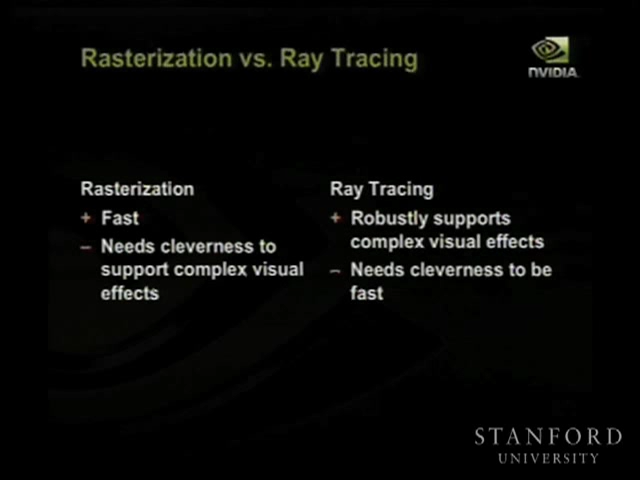 Rasterization vs. Ray Tracing
NVIDIA
Rasterization
+ Fast
– Needs cleverness to
support complex visual
effects
Ray Tracing
+ Robustly supports
complex visual effects
– Needs cleverness to be
fast
STANFORD
UNIVERSITY